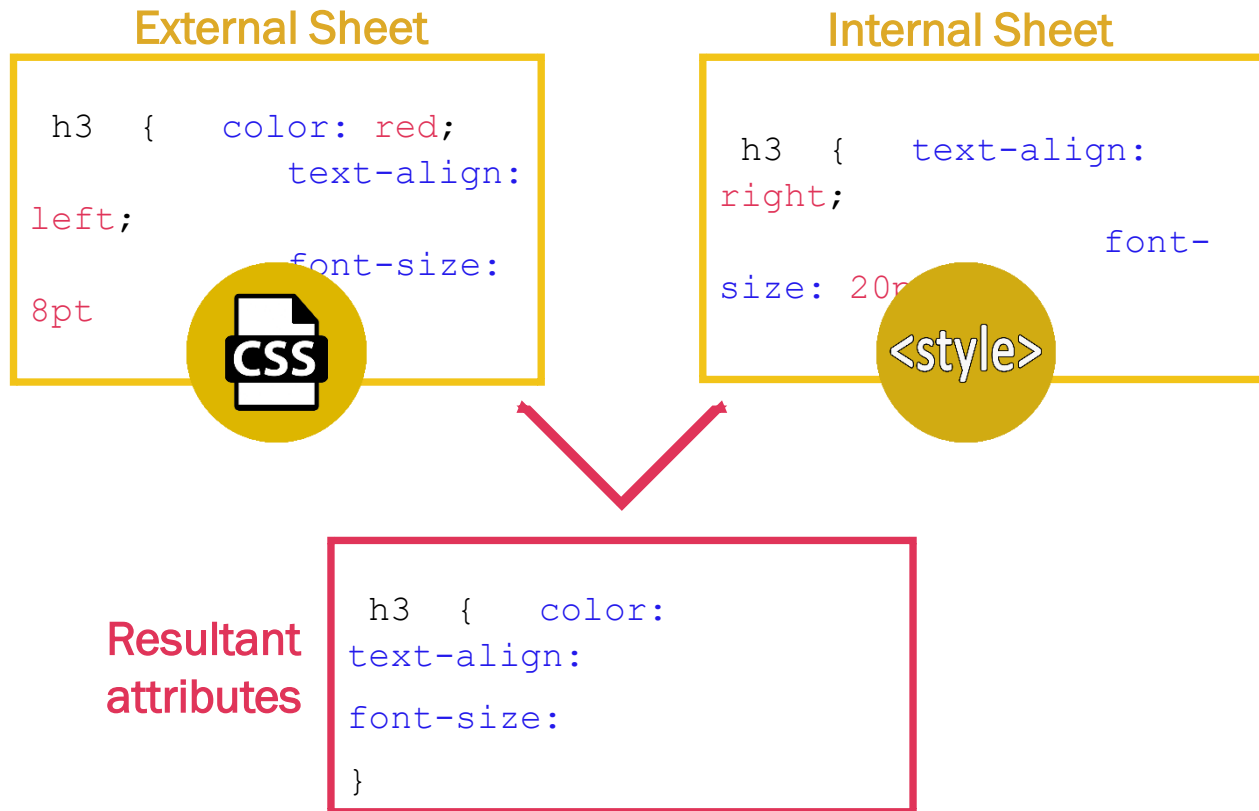 External Sheet
h3 { color: red;
text-align:
left;
font-size:
8pt
CSS
Internal Sheet
h3 { text-align:
right;
font-
size:
<style>
Resultant
attributes
h3 { color:
text-align:
font-size:
}